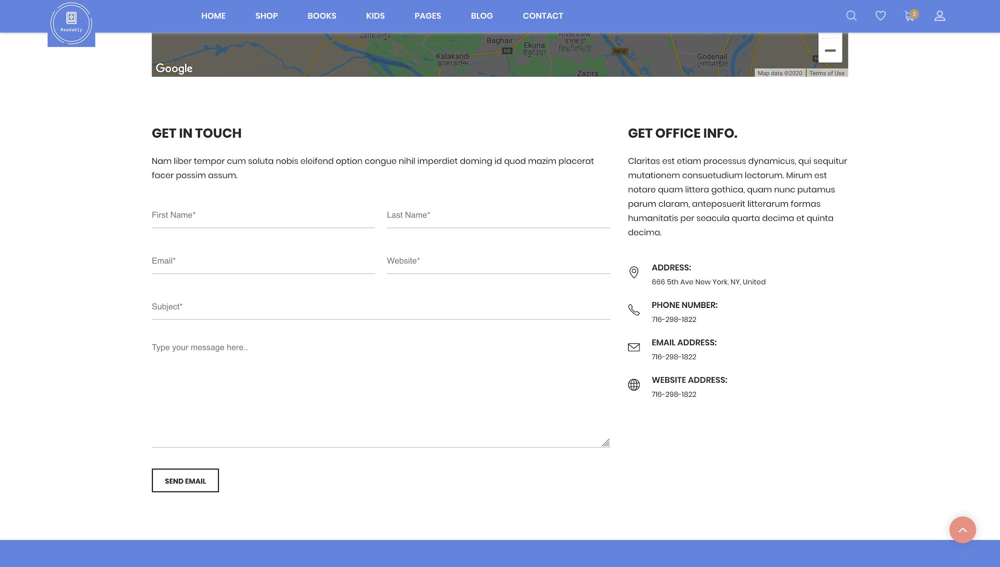 Readably
HOME SHOP BOOKS KIDS PAGES BLOG CONTACT
3
রোহিতপুর
Baghair
N8
Ekuria
ইকুরিয়া
Riverview
বসুন্ধরা
রিভারভিউ
R810
Kalakandi
কালাকান্দি
Dhaleshwari River
Godenail
গোদনাইল
Zazira
Google
Map data ©2020
Terms of Use
GET IN TOUCH
Nam liber tempor cum soluta nobis eleifend option congue nihil imperdiet doming id quod mazim placerat
facer possim assum.
First Name*
Last Name*
Email*
Website*
Subject*
Type your message here..
SEND EMAIL
GET OFFICE INFO.
Claritas est etiam processus dynamicus, qui sequitur
mutationem consuetudium lectorum. Mirum est
notare quam littera gothica, quam nunc putamus
parum claram, anteposuerit litterarum formas
humanitatis per seacula quarta decima et quinta
decima.
ADDRESS:
666 5th Ave New York, NY, United
PHONE NUMBER:
716-298-1822
EMAIL ADDRESS:
716-298-1822
WEBSITE ADDRESS:
716-298-1822